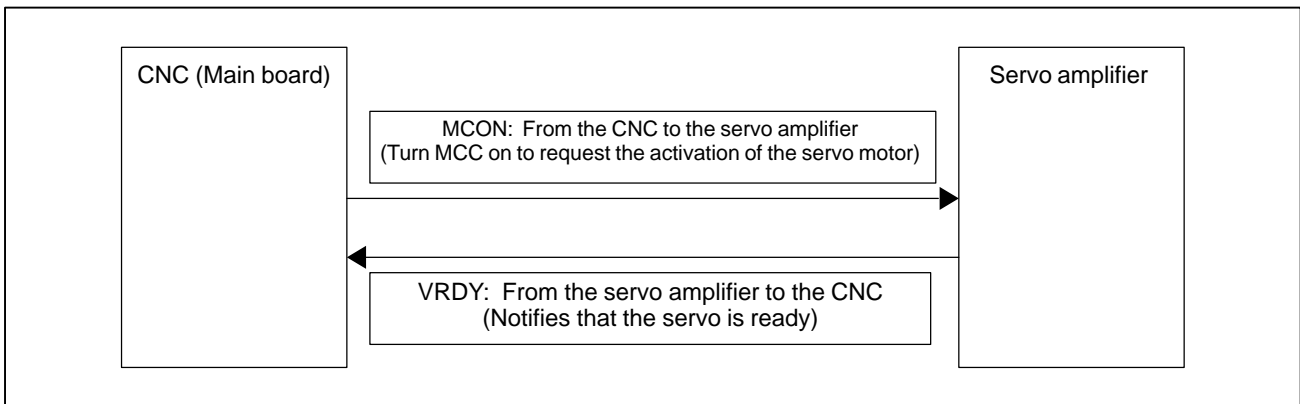 CNC (Main board)
Servo amplifier
MCON: From the CNC to the servo amplifier
(Turn MCC on to request the activation of the servo motor)
VRDY: From the servo amplifier to the CNC
(Notifies that the servo is ready)